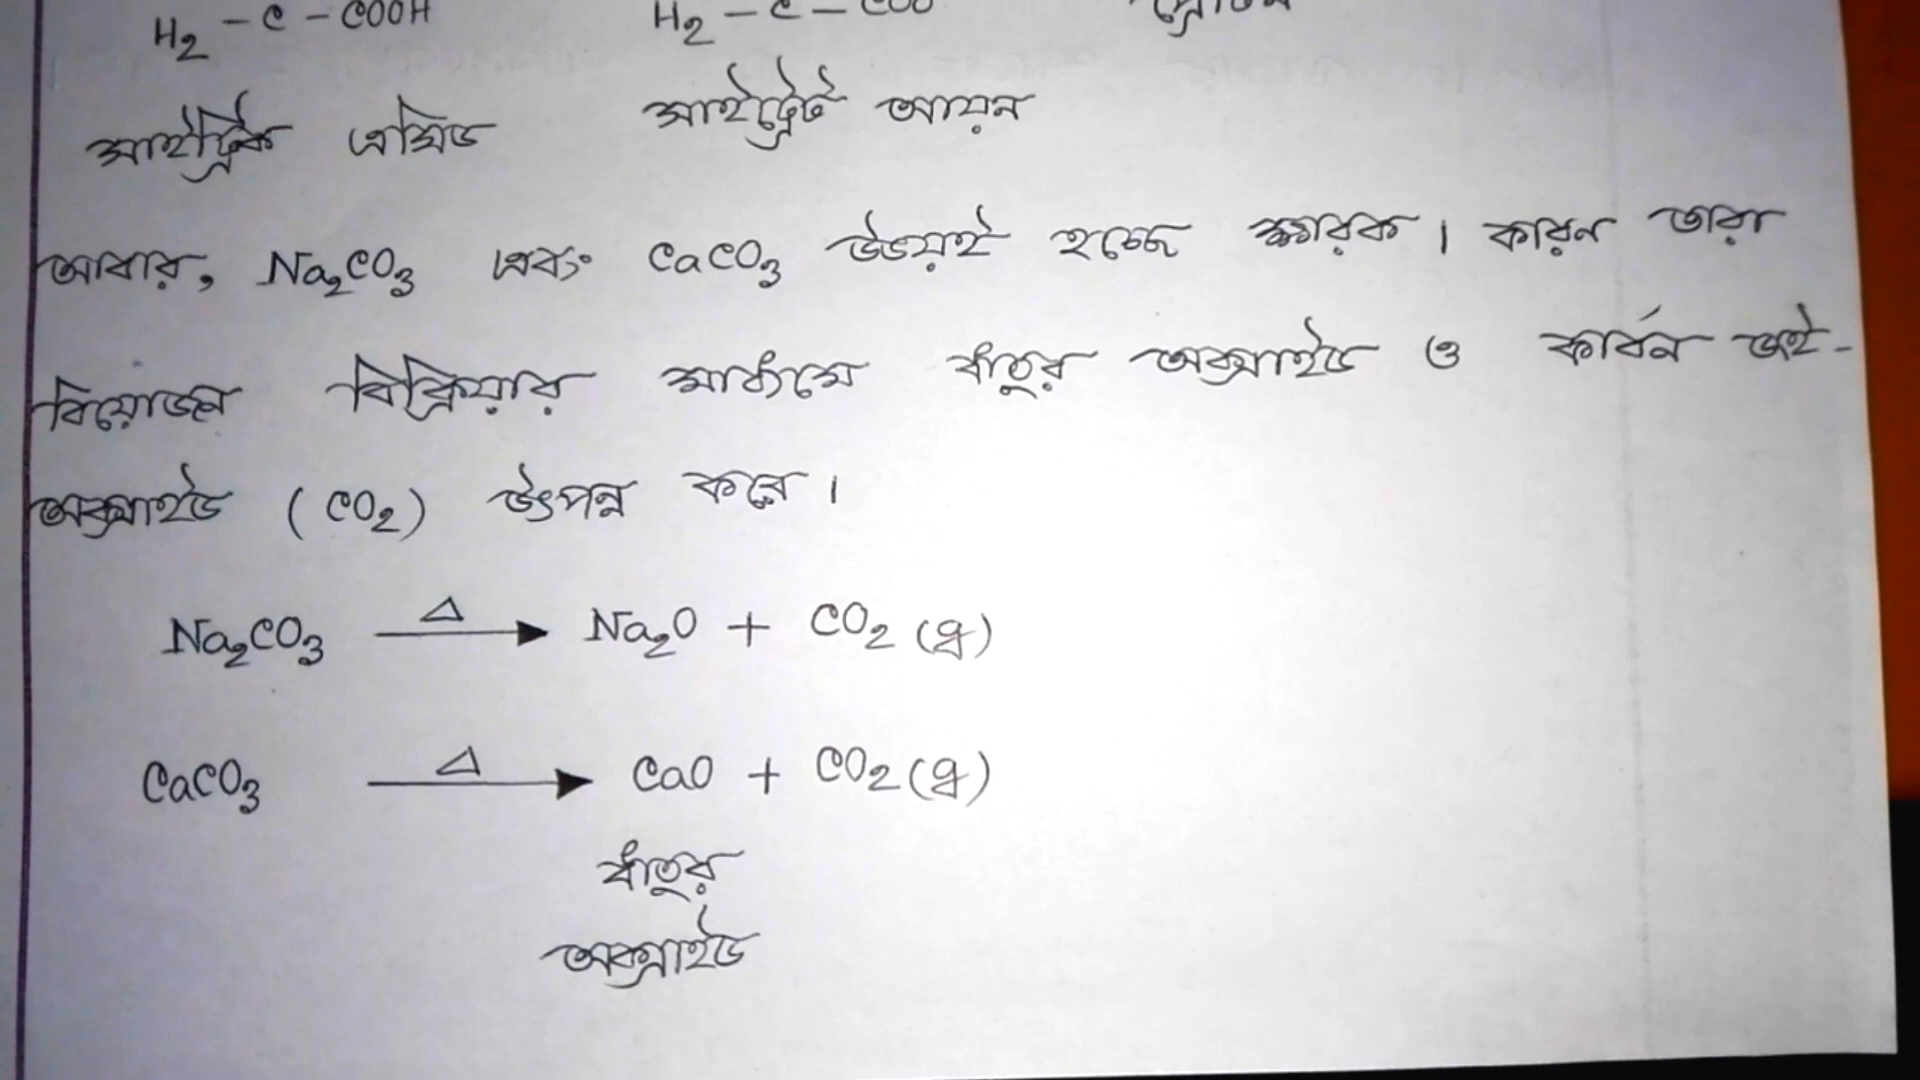 H₂ - C - COOH H₂ - C - COO প্রোটন
সাইট্রিক এসিড সাইট্রেট আয়ন
আবার, Na₂CO₃ এবং CaCO₃ উভয়ই হচ্ছে ক্ষারক। কারণ তারা
বিয়োজন বিক্রিয়ার মাধ্যমে ধাতুর অক্সাইড ও কার্বন ডাই-
অক্সাইড (CO₂) উৎপন্ন করে।
Na₂CO₃ —Δ→ Na₂O + CO₂(g)
CaCO₃ —Δ→ CaO + CO₂(g)
ধাতুর
অক্সাইড